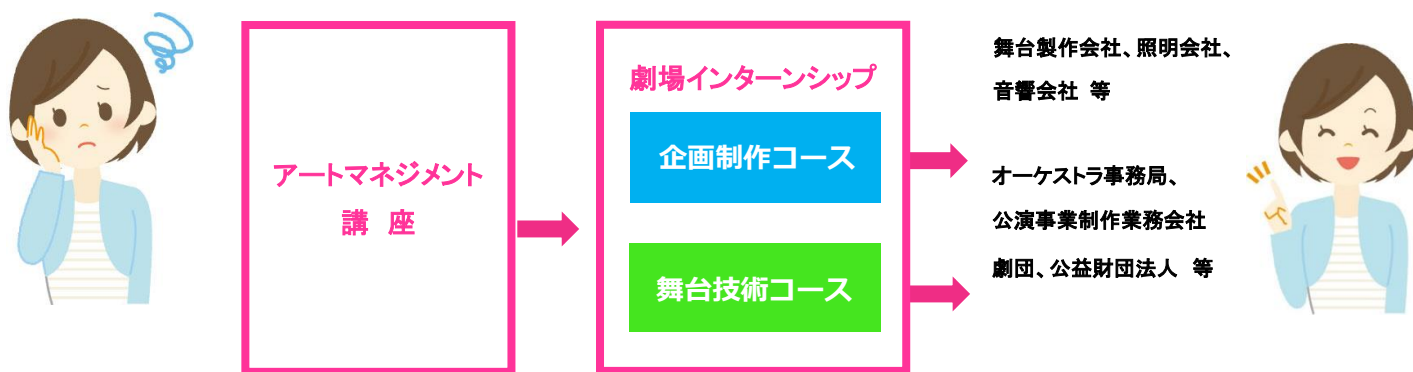 アートマネジメント
講 座
劇場インターンシップ
企画制作コース
舞台技術コース
舞台製作会社、照明会社、
音響会社 等
オーケストラ事務局、
公演事業制作業務会社
劇団、公益財団法人 等